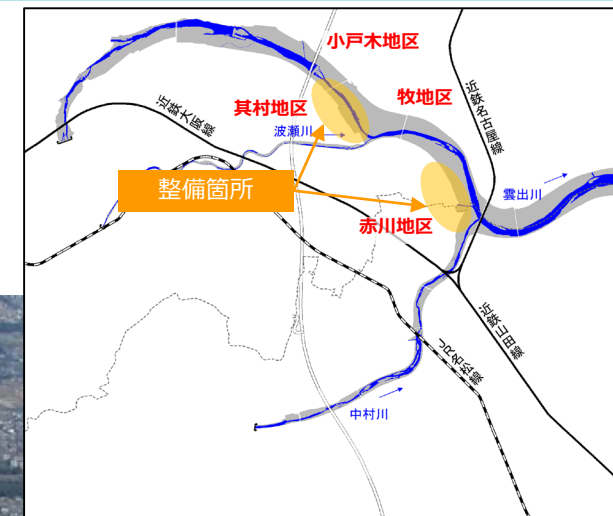 小戸木地区
其村地区
牧地区
近鉄名古屋線
近鉄大阪線
波瀬川
整備箇所
雲出川
赤川地区
近鉄山田線
JR名松線
中村川